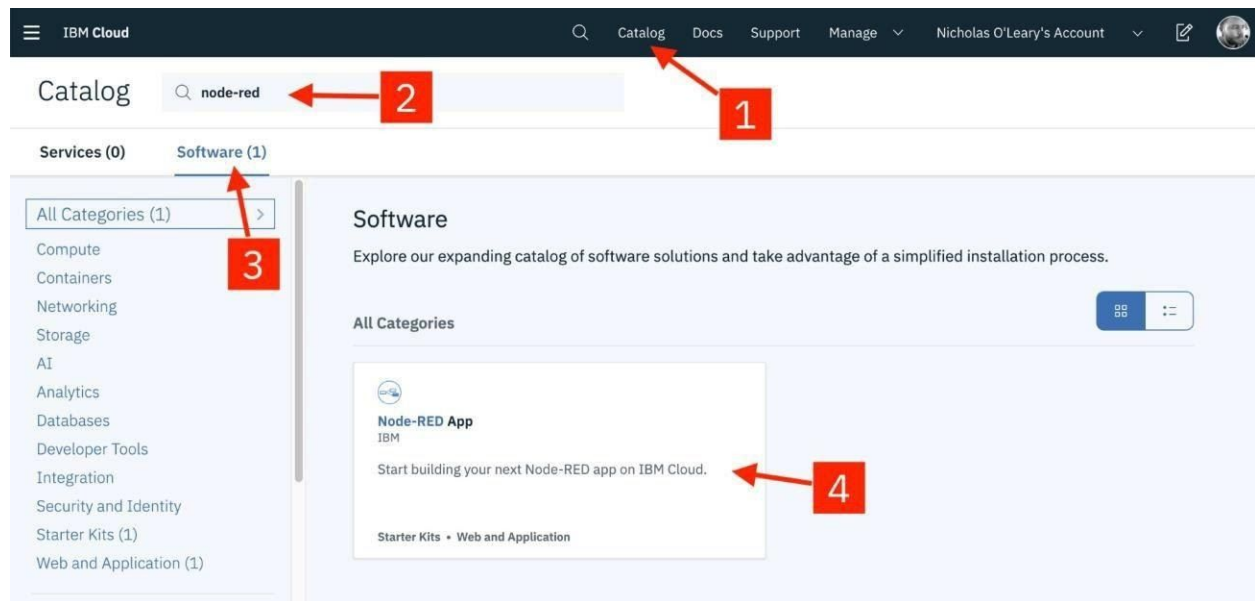 IBM Cloud
Catalog
Docs
Support
Manage
Nicholas O'Leary's Account
1
Catalog
node-red
2
Services (0)
Software (1)
3
All Categories (1)
Compute
Containers
Networking
Storage
AI
Analytics
Databases
Developer Tools
Integration
Security and Identity
Starter Kits (1)
Web and Application (1)
Software
Explore our expanding catalog of software solutions and take advantage of a simplified installation process.
All Categories
Node-RED App
IBM
Start building your next Node-RED app on IBM Cloud.
4
Starter Kits • Web and Application